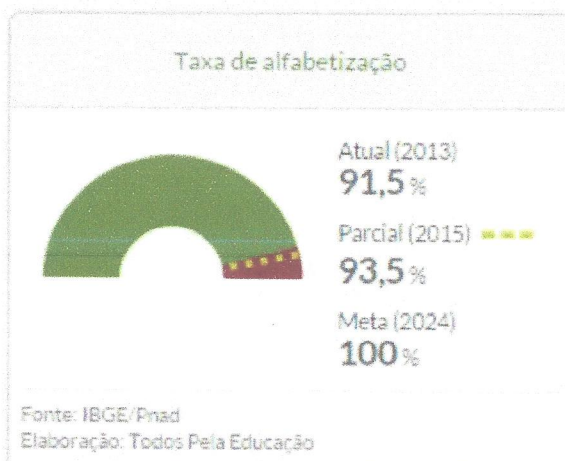 Taxa de alfabetização
Atual (2013)
91,5%
Parcial (2015)
93,5%
Meta (2024)
100%
Fonte: IBGE/Pnad
Elaboração: Todos Pela Educação